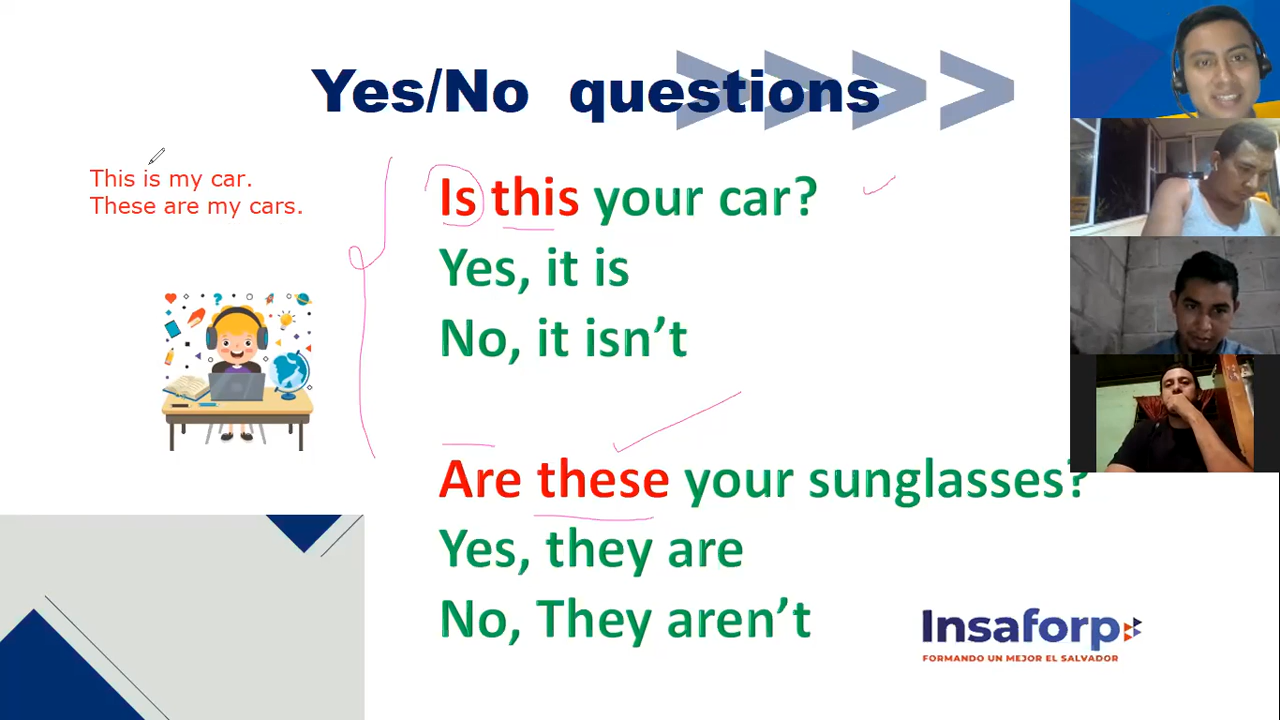 Yes/No questions
This is my car.
These are my cars.
Is this your car?
Yes, it is
No, it isn’t
Are these your sunglasses?
Yes, they are
No, They aren’t
Insaforp
FORMANDO UN MEJOR EL SALVADOR